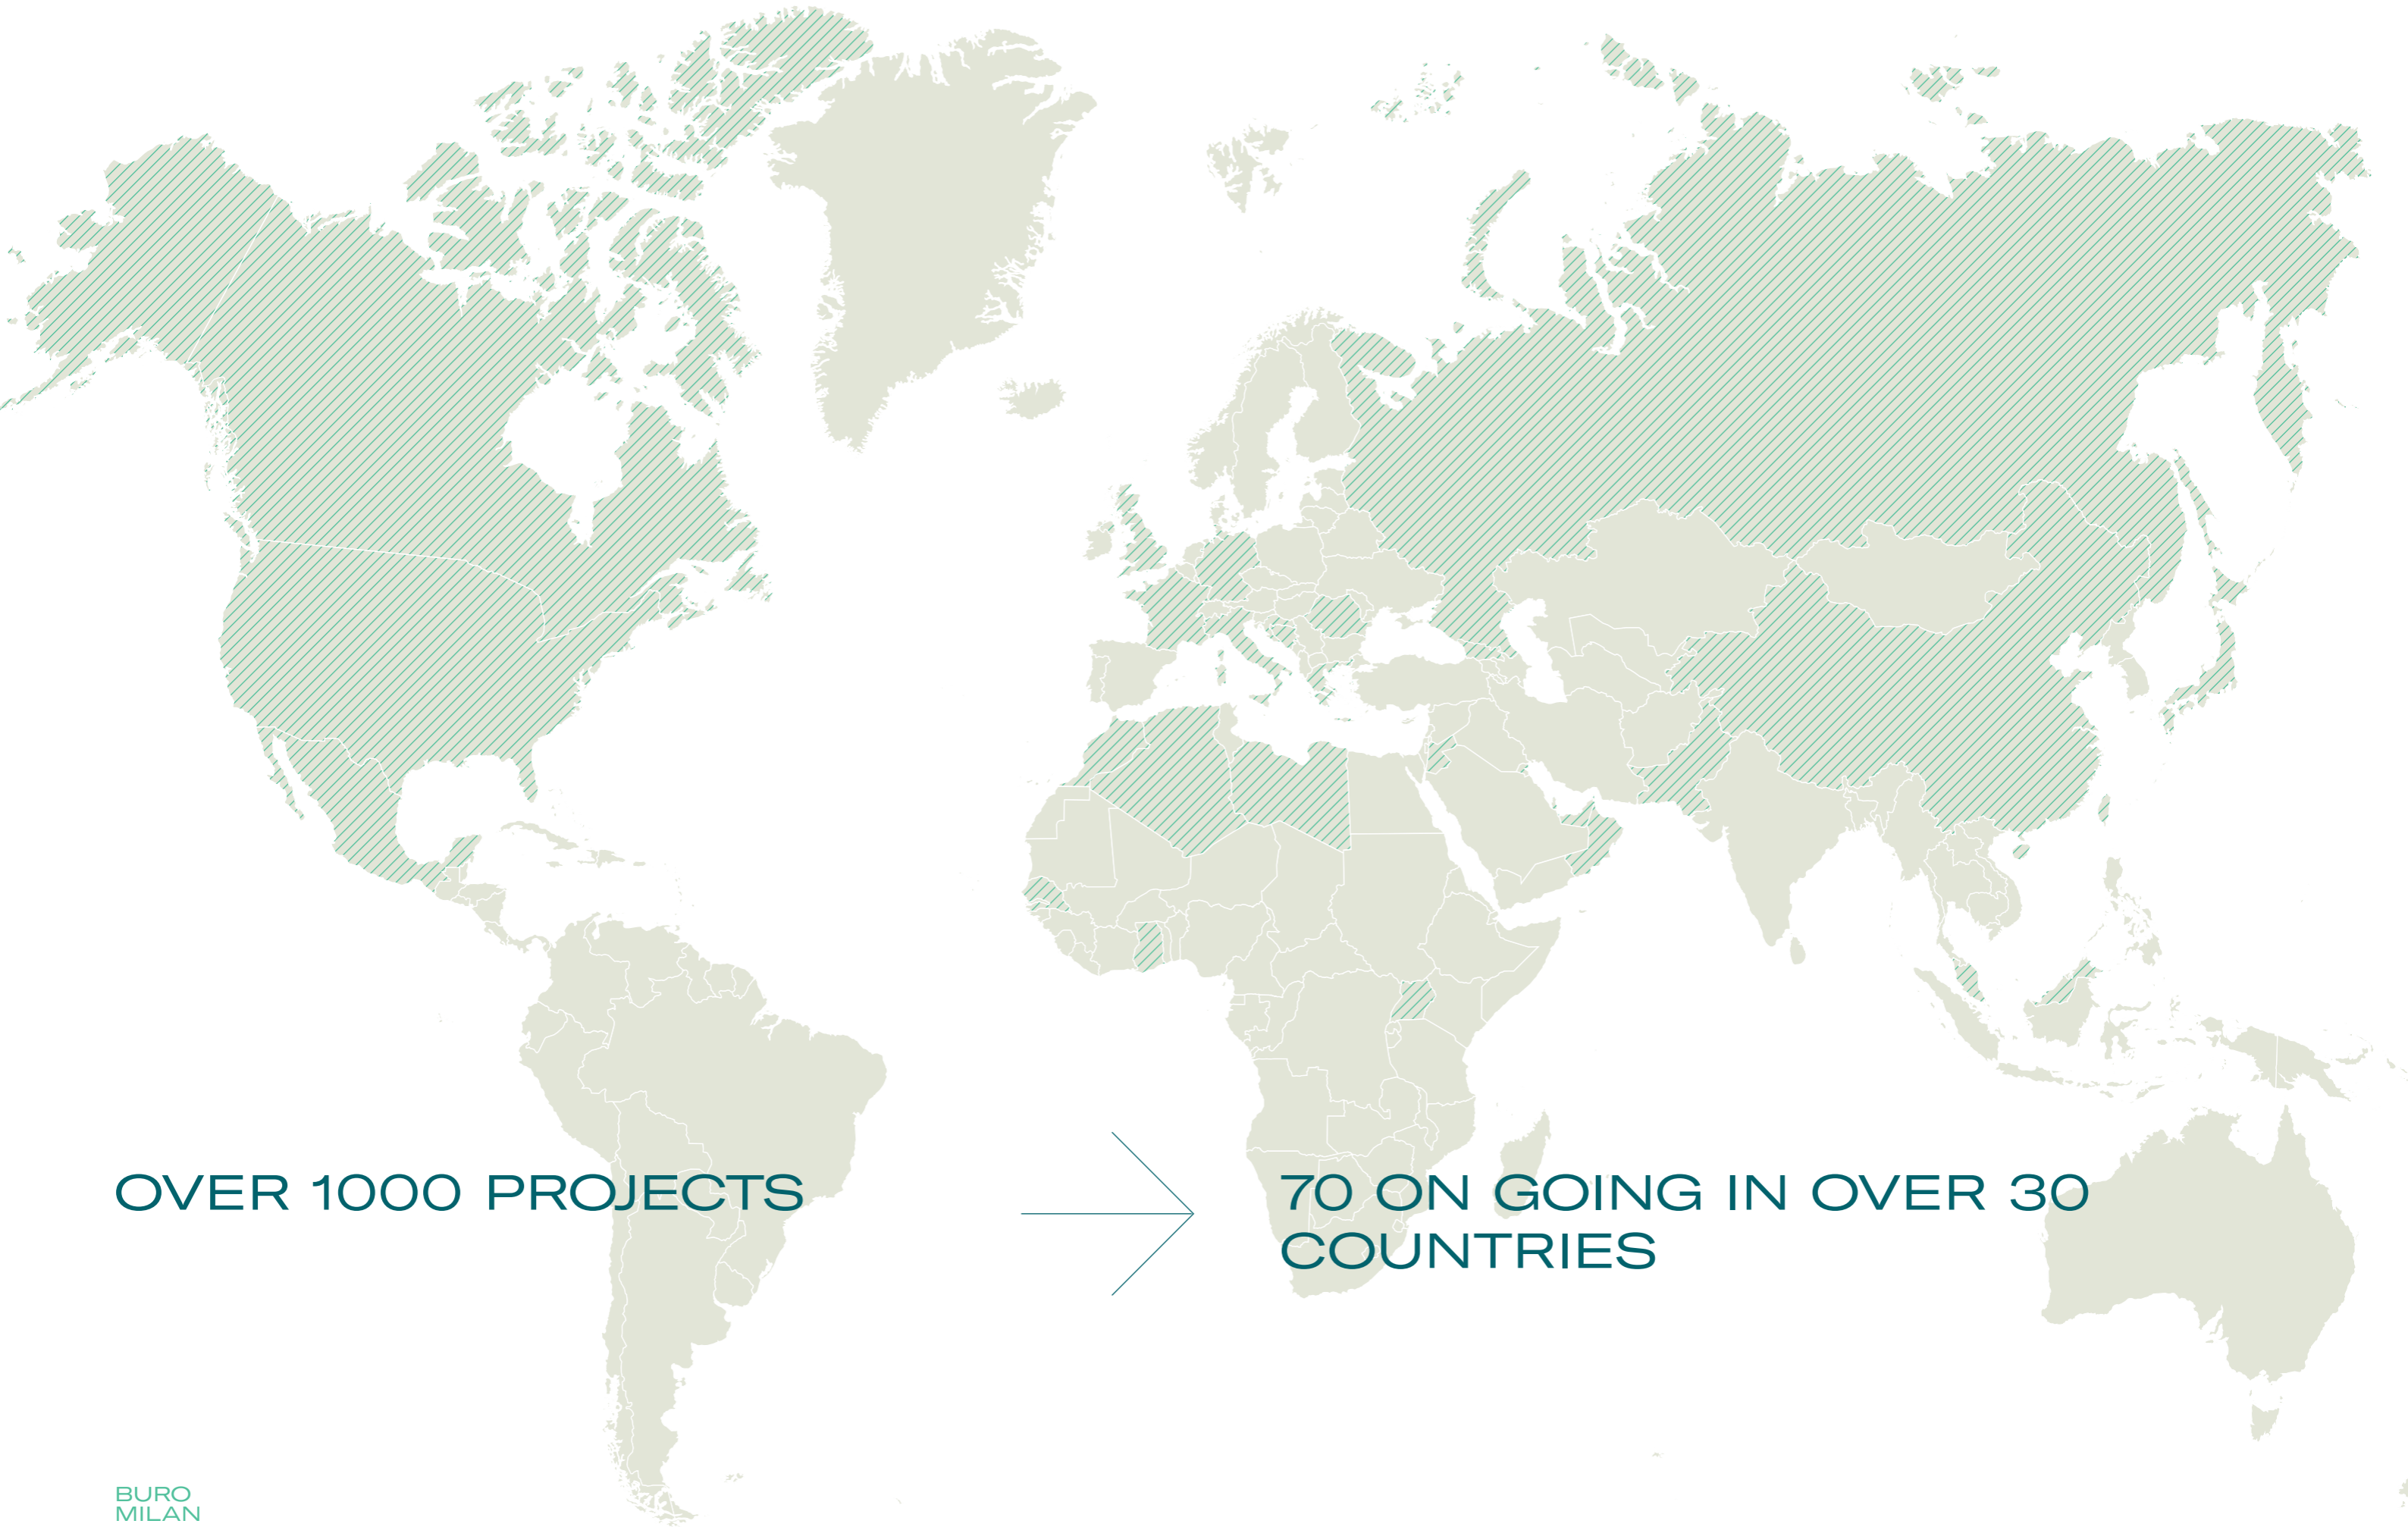 OVER 1000 PROJECTS
70 ON GOING IN OVER 30
COUNTRIES
BURO
MILAN